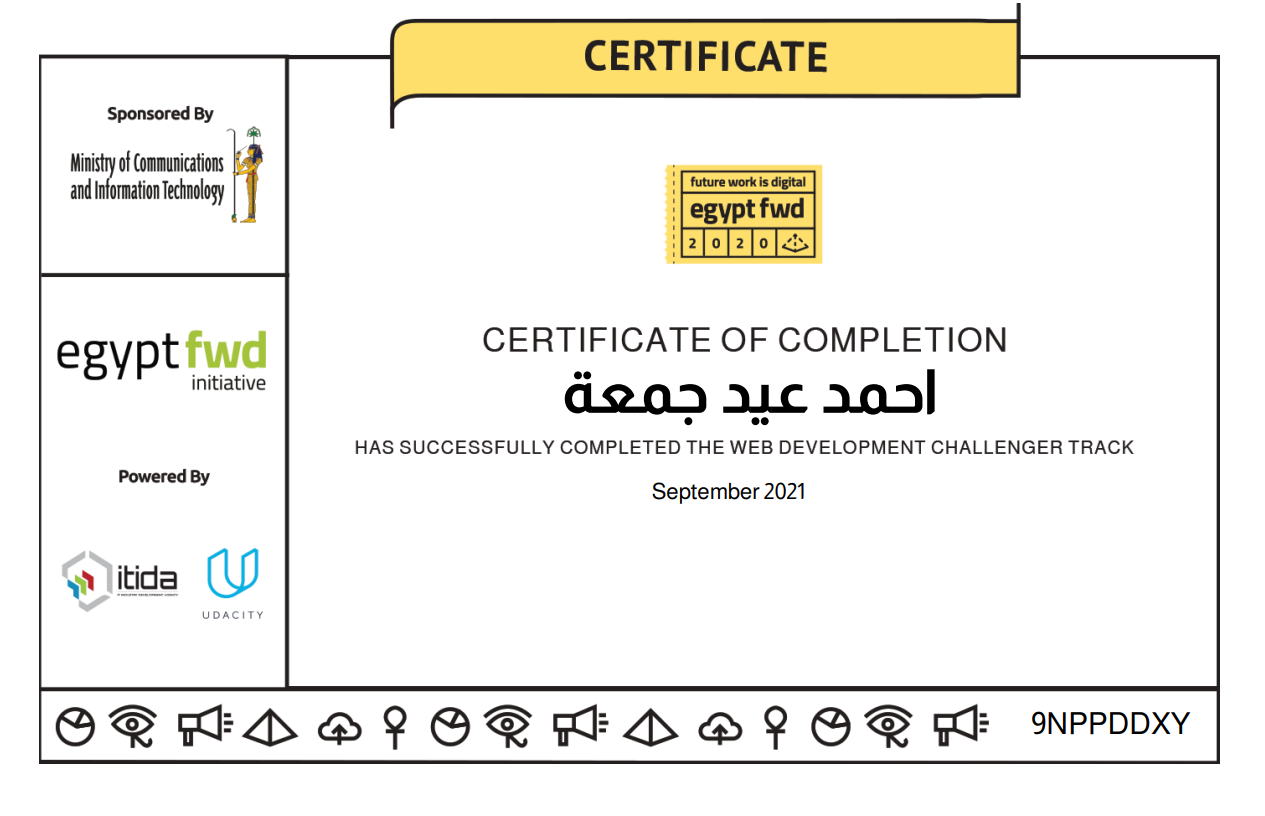 CERTIFICATE
Sponsored By
Ministry of Communications
and Information Technology
egypt fwd
initiative
Powered By
itida
UDACITY
future work is digital
egypt fwd
2 0 2 0
CERTIFICATE OF COMPLETION
احمد عيد جمعة
HAS SUCCESSFULLY COMPLETED THE WEB DEVELOPMENT CHALLENGER TRACK
September 2021
9NPPDDXY